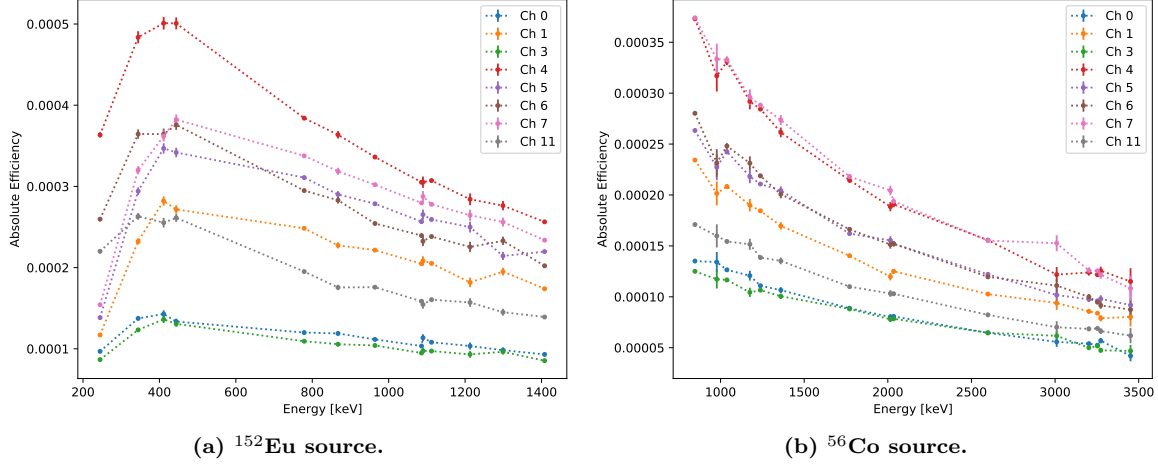 0.0005
0.0004
0.0003
0.0002
0.0001
Absolute Efficiency
200 400 600 800 1000 1200 1400
Energy [keV]
Ch 0
Ch 1
Ch 3
Ch 4
Ch 5
Ch 6
Ch 7
Ch 11
(a) ¹⁵²Eu source.
0.00035
0.00030
0.00025
0.00020
0.00015
0.00010
0.00005
Absolute Efficiency
1000 1500 2000 2500 3000 3500
Energy [keV]
Ch 0
Ch 1
Ch 3
Ch 4
Ch 5
Ch 6
Ch 7
Ch 11
(b) ⁵⁶Co source.